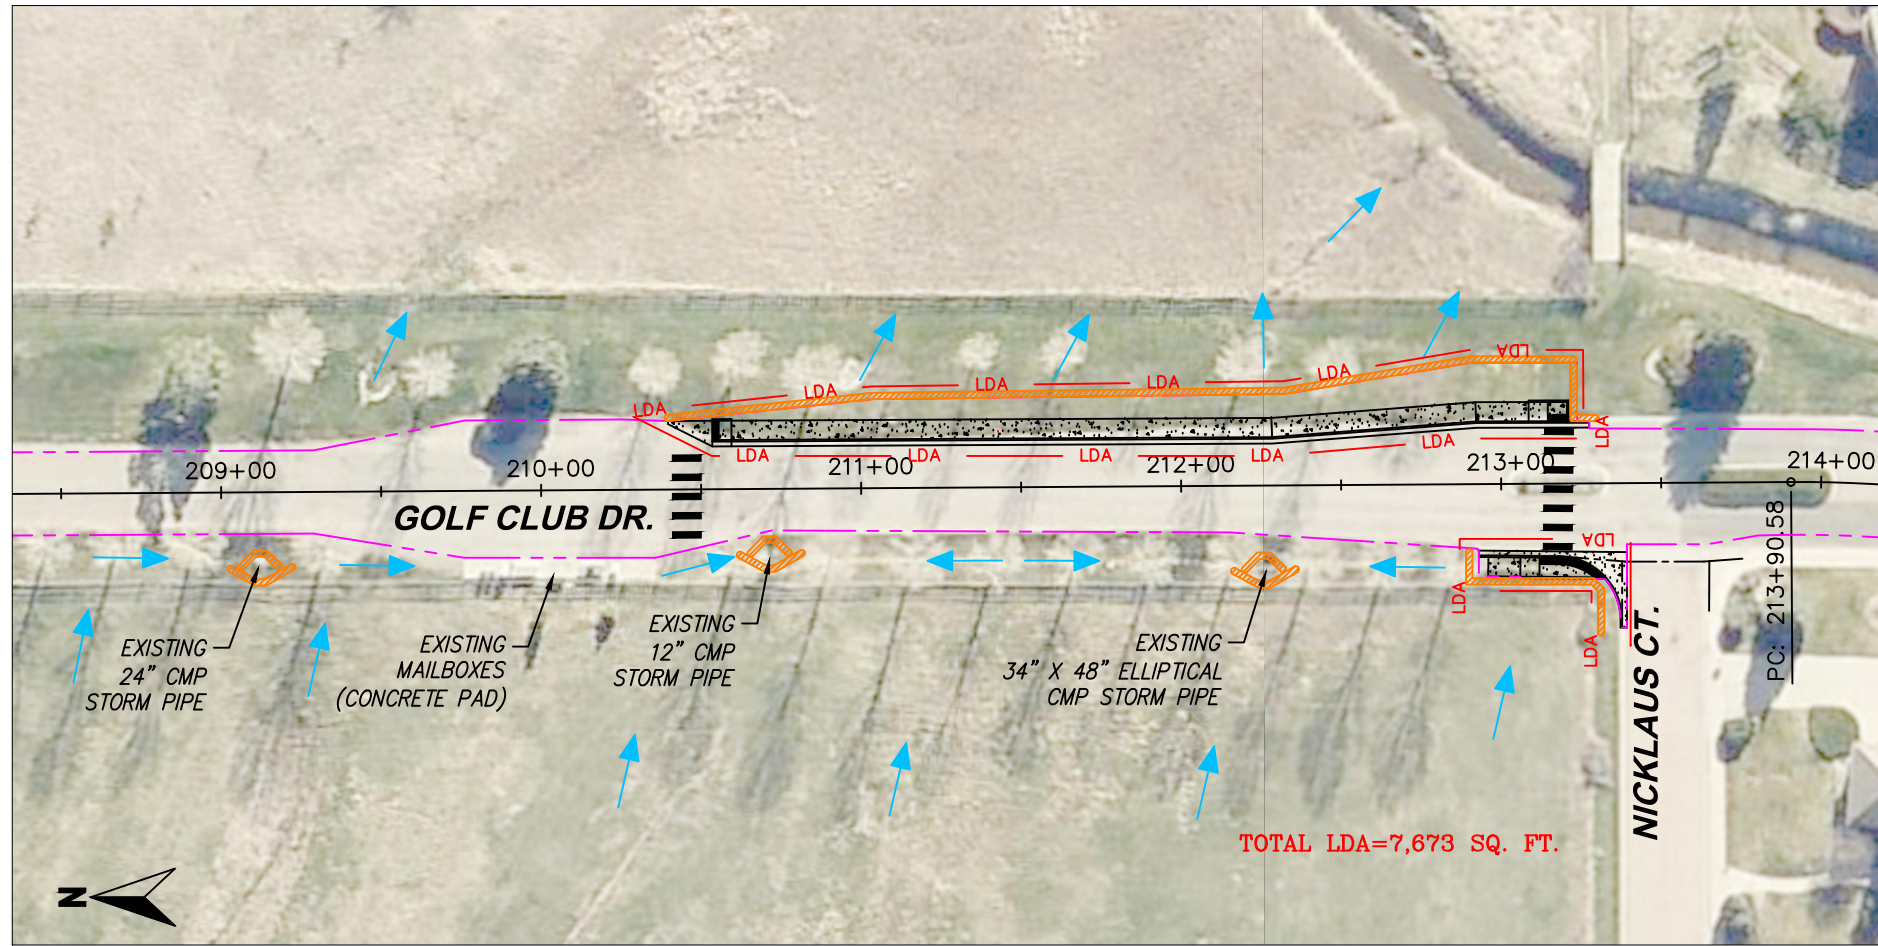 LDA
LDA
LDA
LDA
LDA
LDA
LDA
LDA
LDA
LDA
LDA
LDA
LDA
209+00
210+00
211+00
212+00
213+00
214+00
GOLF CLUB DR.
LDA
LDA
LDA
PC: 213+90.58
EXISTING
24" CMP
STORM PIPE
EXISTING
MAILBOXES
(CONCRETE PAD)
EXISTING
12" CMP
STORM PIPE
EXISTING
34" X 48" ELLIPTICAL
CMP STORM PIPE
NICKLAUS CT.
TOTAL LDA=7,673 SQ. FT.
N